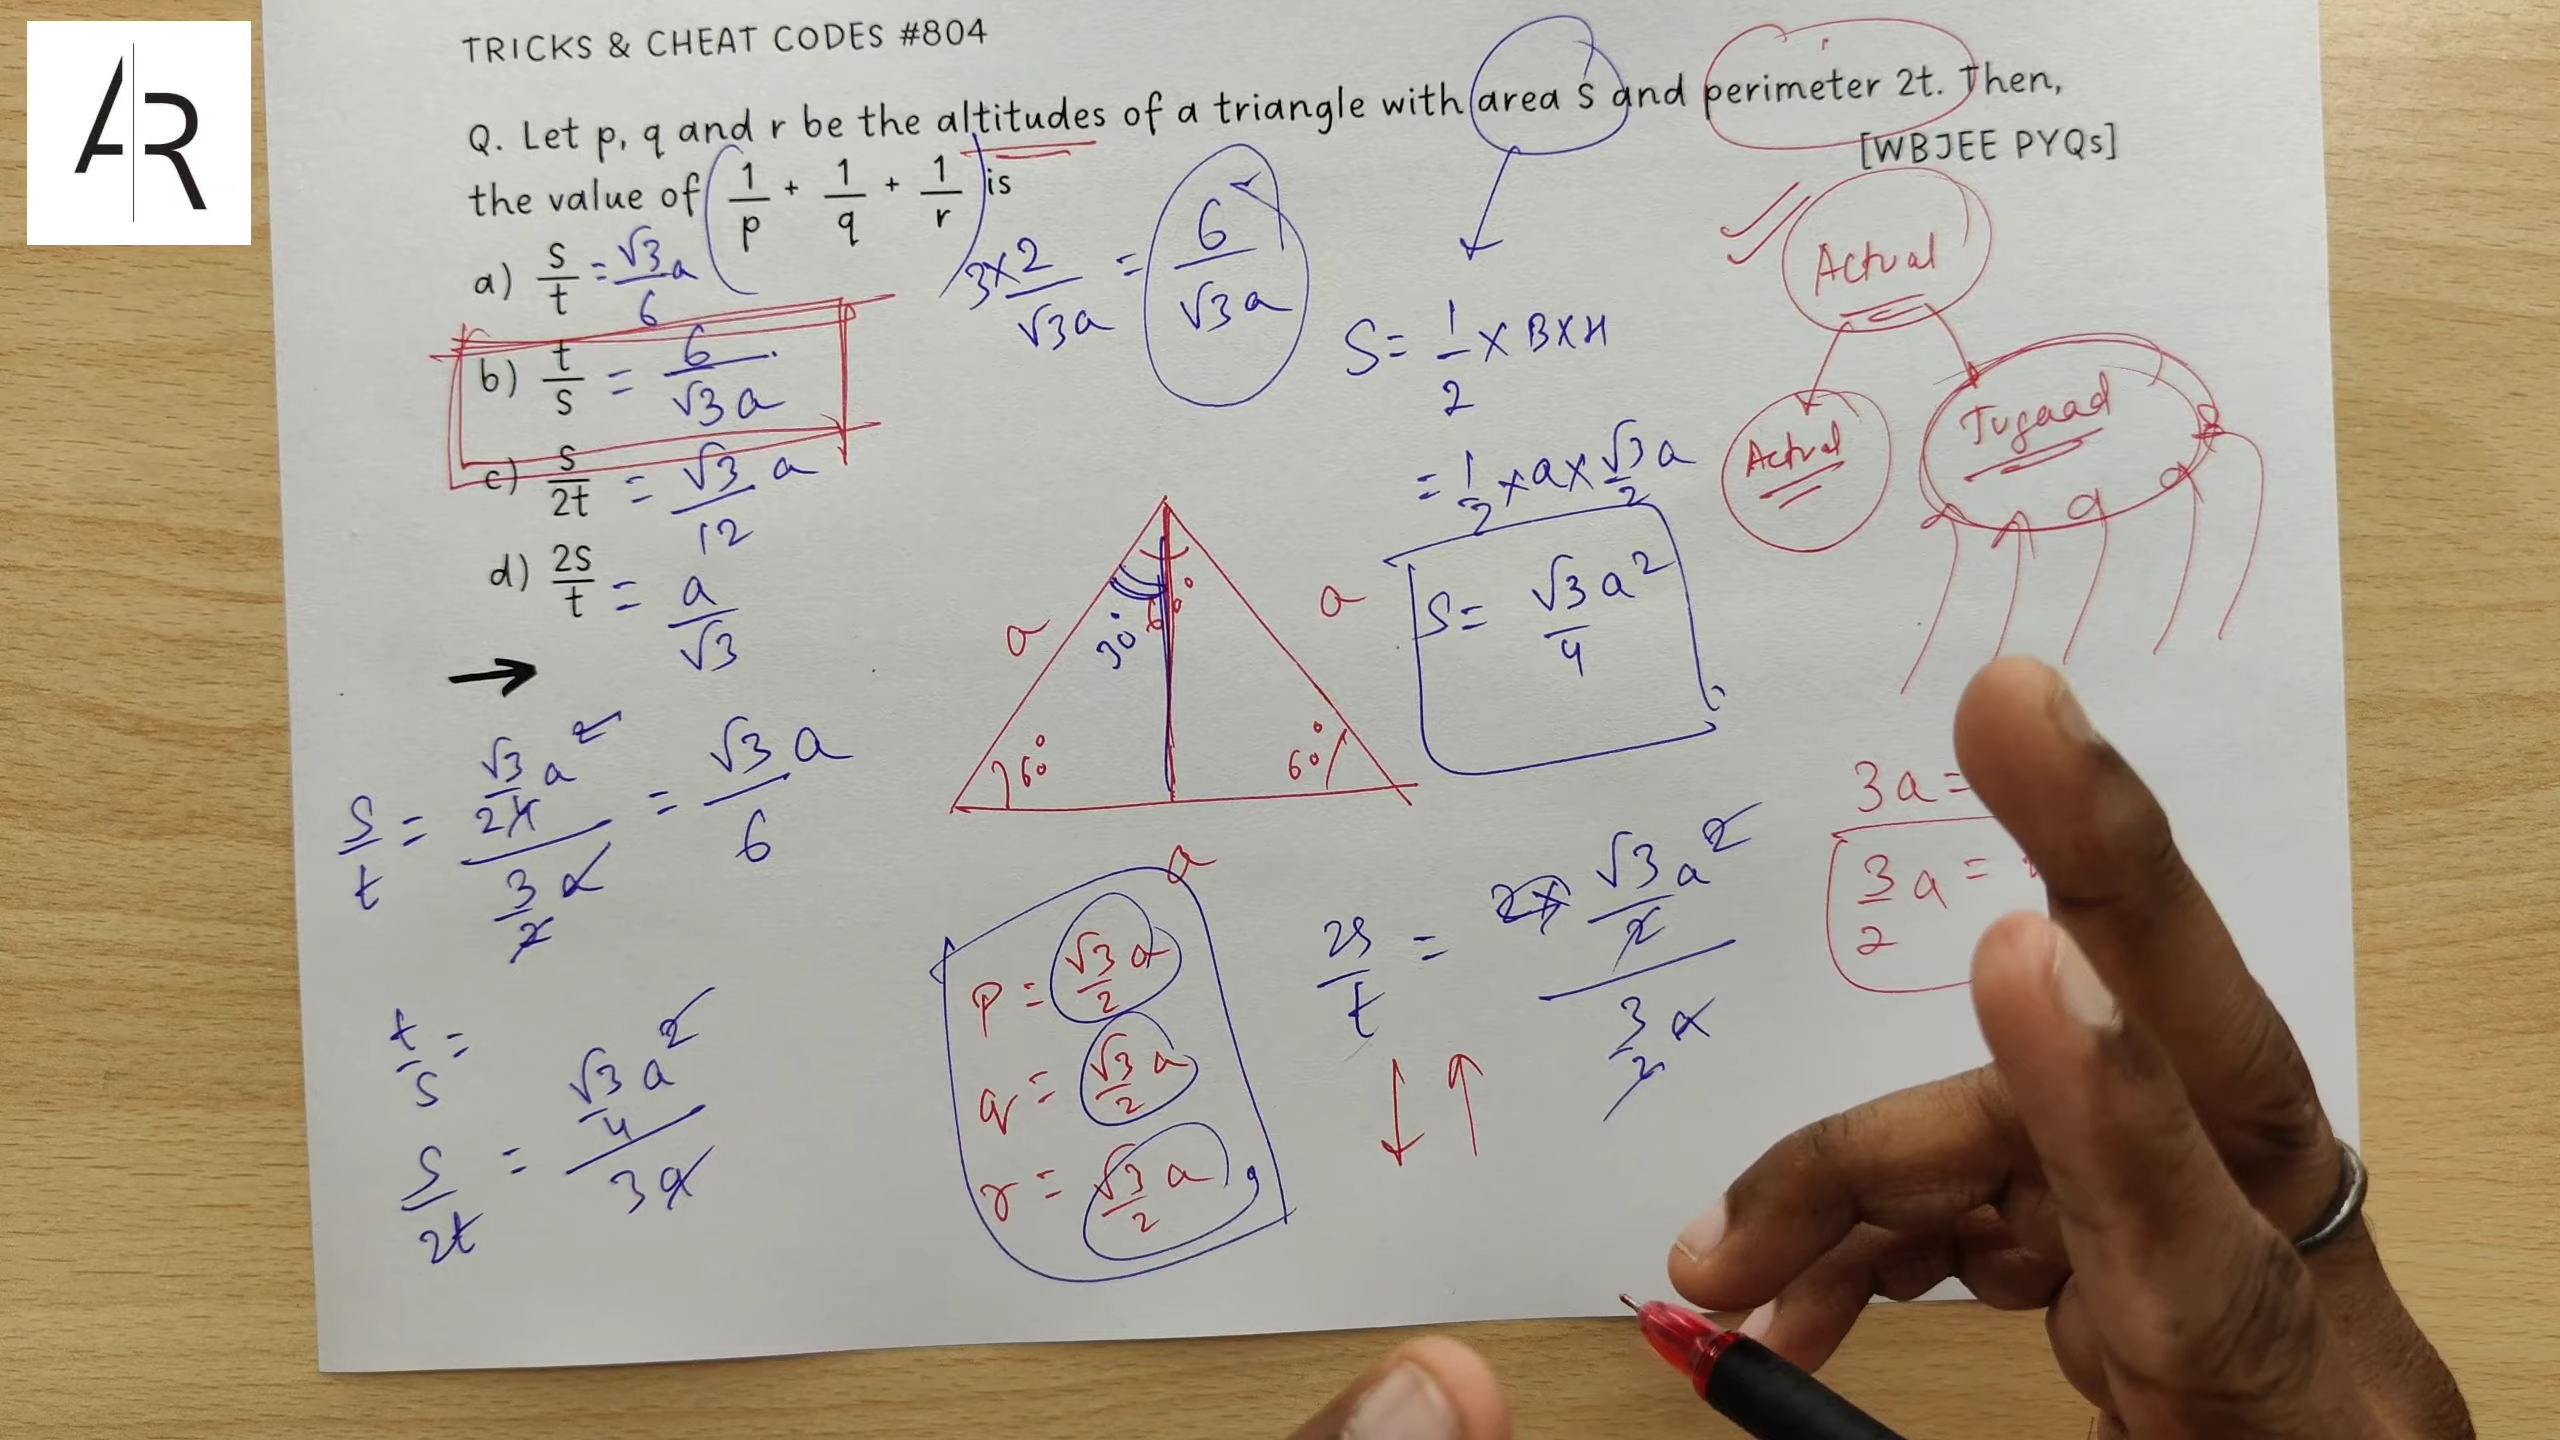 AR
TRICKS & CHEAT CODES #804
Q. Let p, q and r be the altitudes of a triangle with area s and perimeter 2t. Then,
[WBJEE PYQs]
the value of 1/p + 1/q + 1/r is
3×2/√3a = 6/√3a
a) s/t = √3/6 a
b) t/s = 6/√3a
c) s/2t = √3/12 a
d) 2s/t = a/√3
Actual
Actual
Jugaad
S = 1/2 × B × H
= 1/2 × a × √3a/2
S = √3/4 a²
a
a
30°
60°
60°
60°
a
S/t = √3/4 a² 2 / 3/2 a = √3 a/6
t/s =
S/2t = √3/4 a² / 3a
p = √3/2 a
q = √3/2 a
r = √3/2 a
2S/t = 2× √3/2 a² / 3/2 a
3a =
3/2 a =